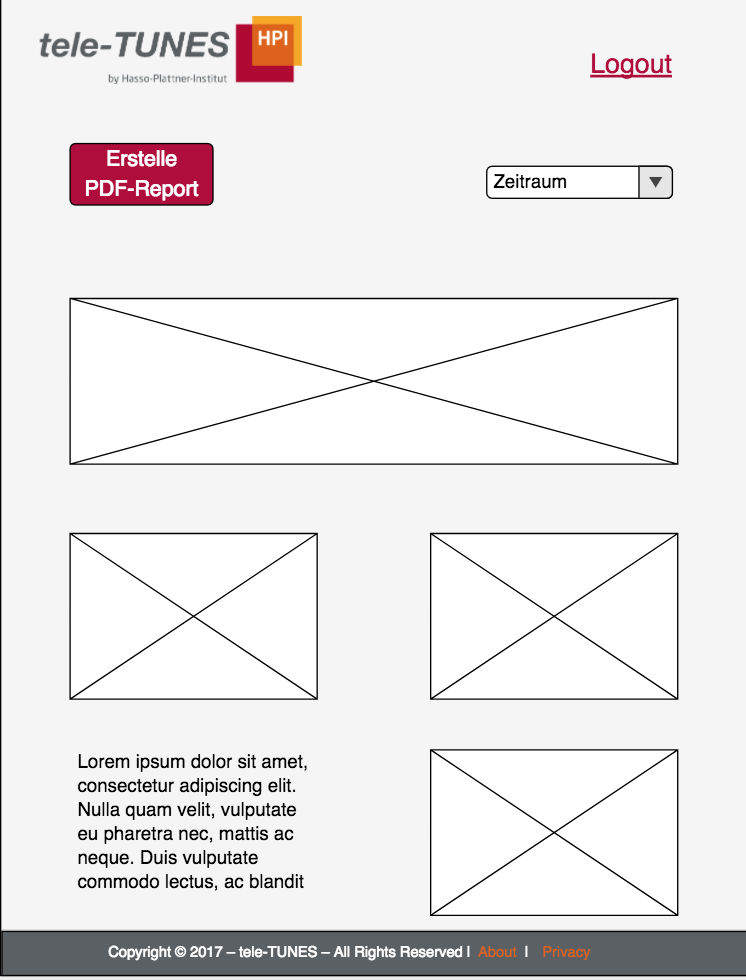 tele-TUNES HPI
by Hasso-Plattner-Institut
Logout
Erstelle
PDF-Report
Zeitraum
Lorem ipsum dolor sit amet,
consectetur adipiscing elit.
Nulla quam velit, vulputate
eu pharetra nec, mattis ac
neque. Duis vulputate
commodo lectus, ac blandit
Copyright © 2017 – tele-TUNES – All Rights Reserved I About I Privacy